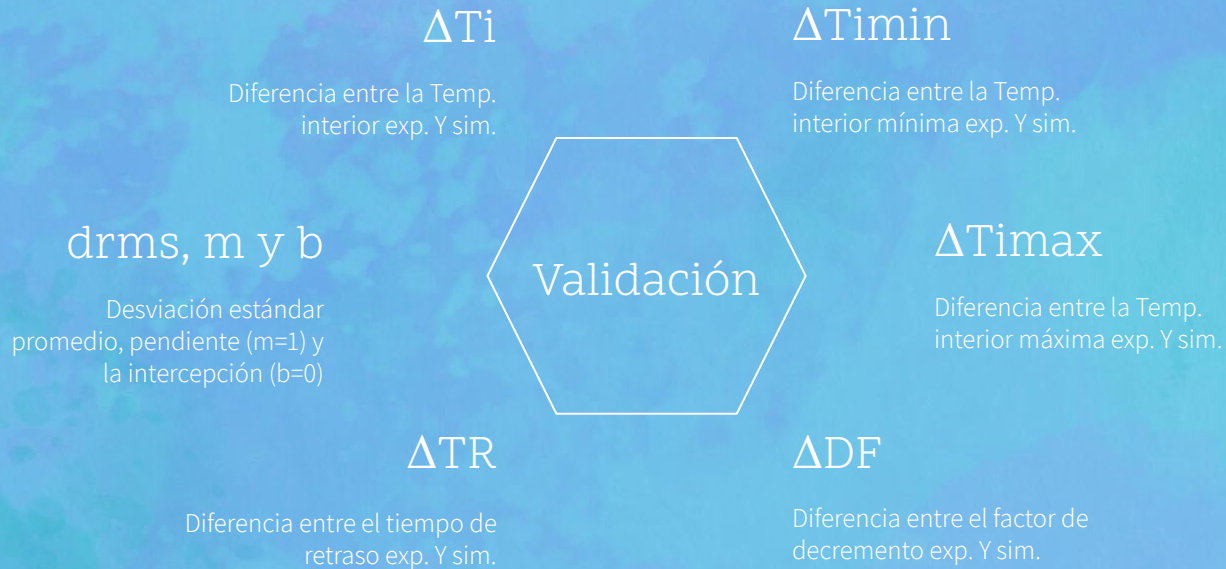 ΔTi
Diferencia entre la Temp.
interior exp. Y sim.
ΔTimin
Diferencia entre la Temp.
interior mínima exp. Y sim.
drms, m y b
Desviación estándar
promedio, pendiente (m=1) y
la intercepción (b=0)
Validación
ΔTimax
Diferencia entre la Temp.
interior máxima exp. Y sim.
ΔTR
Diferencia entre el tiempo de
retraso exp. Y sim.
ΔDF
Diferencia entre el factor de
decremento exp. Y sim.